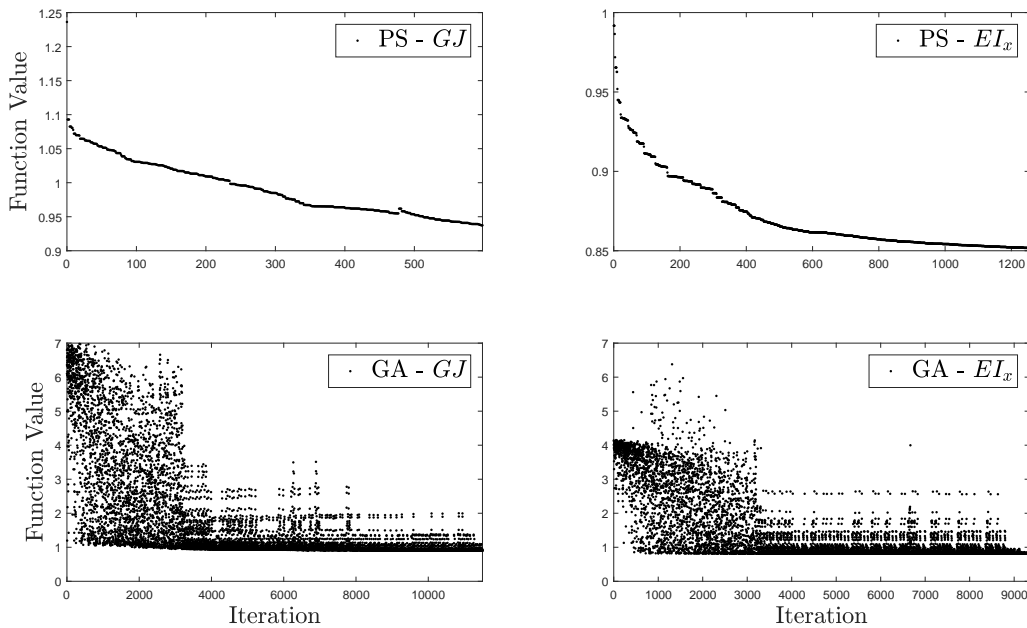 Function Value
1.25
1.2
1.15
1.1
1.05
1
0.95
0.9
0 100 200 300 400 500
PS - GJ
1
0.95
0.9
0.85
0 200 400 600 800 1000 1200
PS - EIₓ
Function Value
7
6
5
4
3
2
1
0
0 2000 4000 6000 8000 10000
GA - GJ
Iteration
7
6
5
4
3
2
1
0
0 1000 2000 3000 4000 5000 6000 7000 8000 9000
GA - EIₓ
Iteration